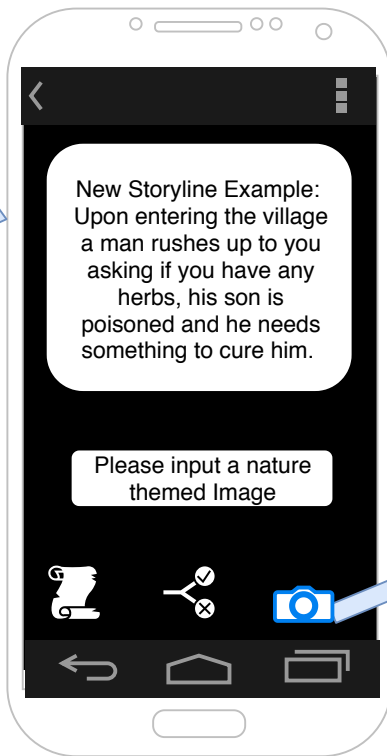 New Storyline Example:
Upon entering the village
a man rushes up to you
asking if you have any
herbs, his son is
poisoned and he needs
something to cure him.
Please input a nature
themed Image